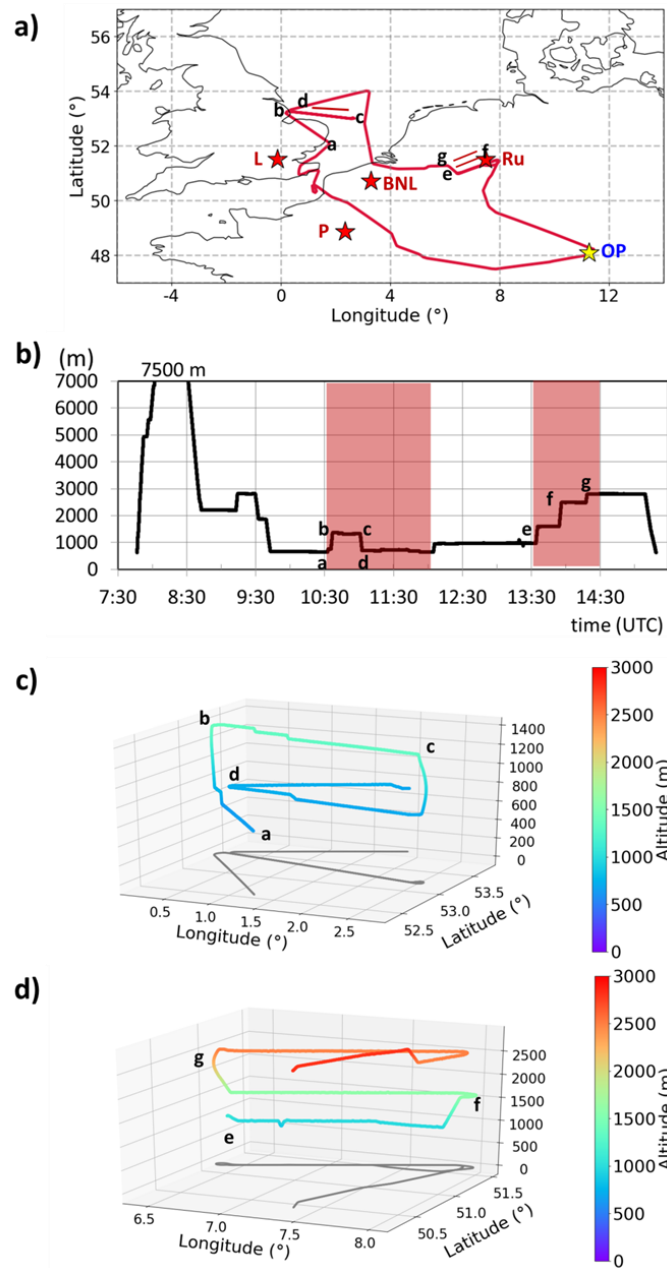 a)
56
54
52
50
48
Latitude (°)
d
b
c
a
g
f
e
L
BNL
Ru
P
OP
-4
0
4
8
12
Longitude (°)
b)
(m)
7500 m
7000
6000
5000
4000
3000
2000
1000
0
b
c
a
d
e
f
g
7:30
8:30
9:30
10:30
11:30
12:30
13:30
14:30
time (UTC)
c)
b
c
d
a
1400
1200
1000
800
600
400
200
0
Altitude (m)
53.5
53.0
52.5
Latitude (°)
0.5
1.0
1.5
2.0
2.5
Longitude (°)
3000
2500
2000
1500
1000
500
0
Altitude (m)
d)
g
f
e
2500
2000
1500
1000
500
0
Altitude (m)
51.5
51.0
50.5
Latitude (°)
6.5
7.0
7.5
8.0
Longitude (°)
3000
2500
2000
1500
1000
500
0